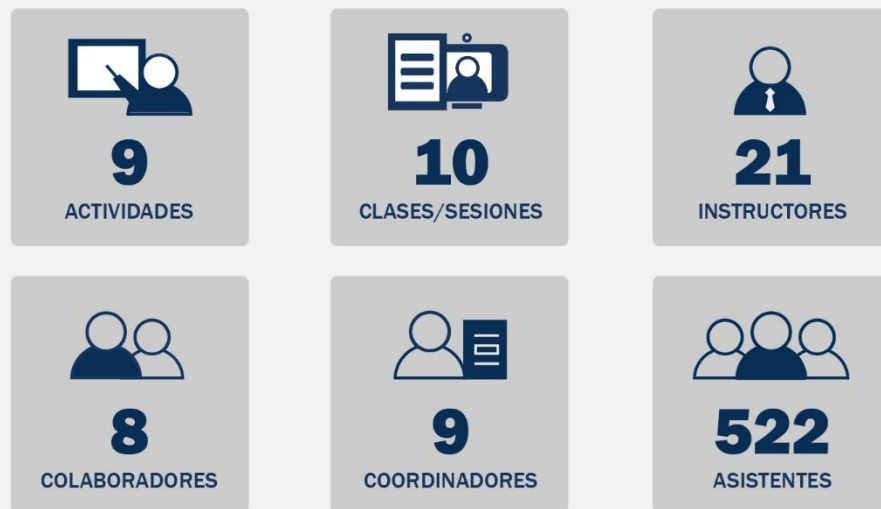 9
ACTIVIDADES
10
CLASES/SESIONES
21
INSTRUCTORES
8
COLABORADORES
9
COORDINADORES
522
ASISTENTES